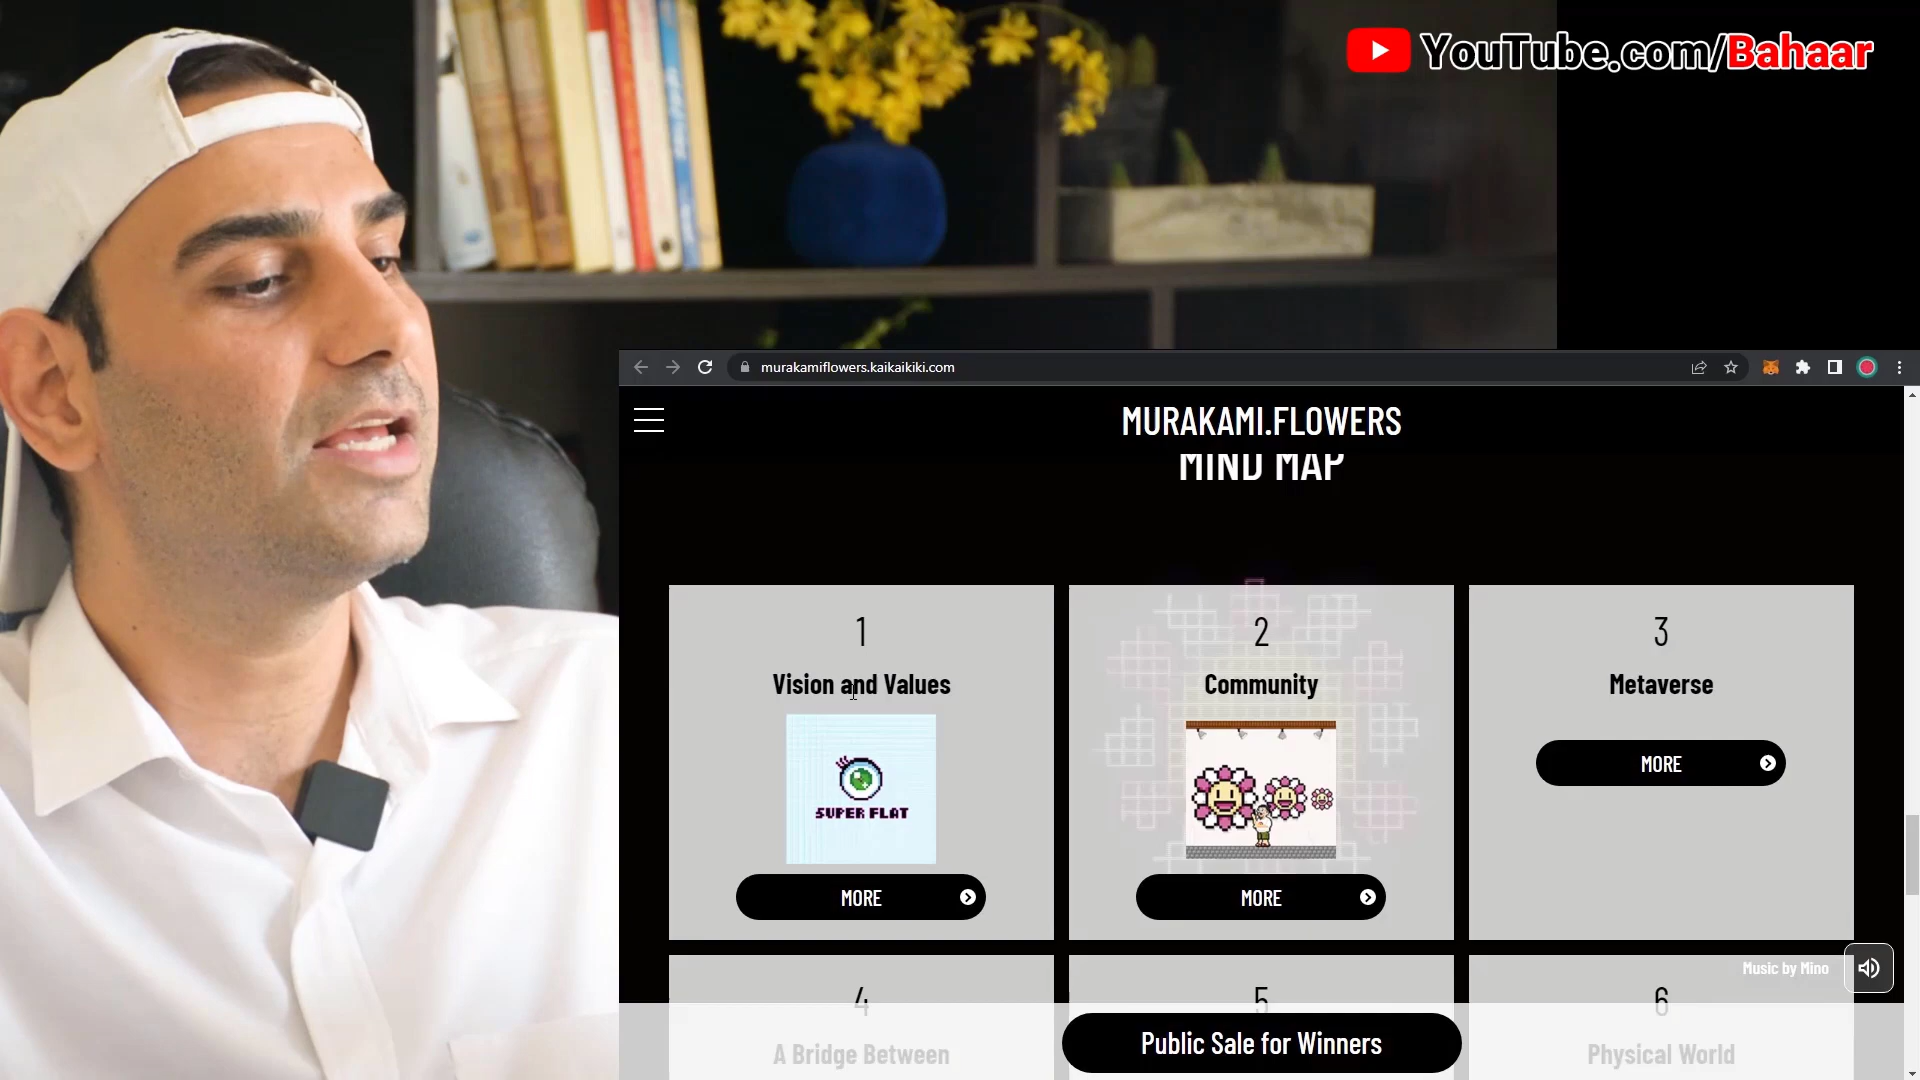 YouTube.com/Bahaar
murakamiflowers.kaikaikiki.com
MURAKAMI.FLOWERS
MIND MAP
1
Vision and Values
SUPER FLAT
MORE
2
Community
MORE
3
Metaverse
MORE
Music by Mino
4
A Bridge Between
5
6
Physical World
Public Sale for Winners